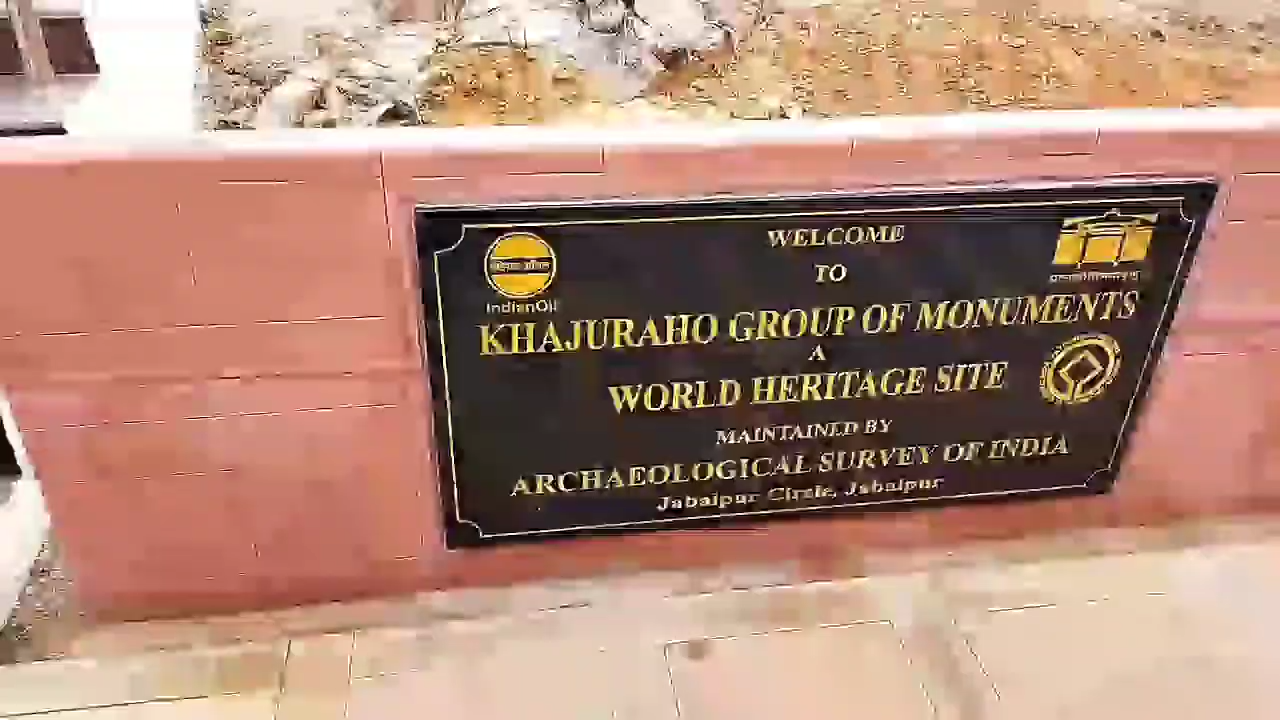 WELCOME
TO
IndianOil
KHAJURAHO GROUP OF MONUMENTS
A
WORLD HERITAGE SITE
MAINTAINED BY
ARCHAEOLOGICAL SURVEY OF INDIA
Jabalpur Circle, Jabalpur